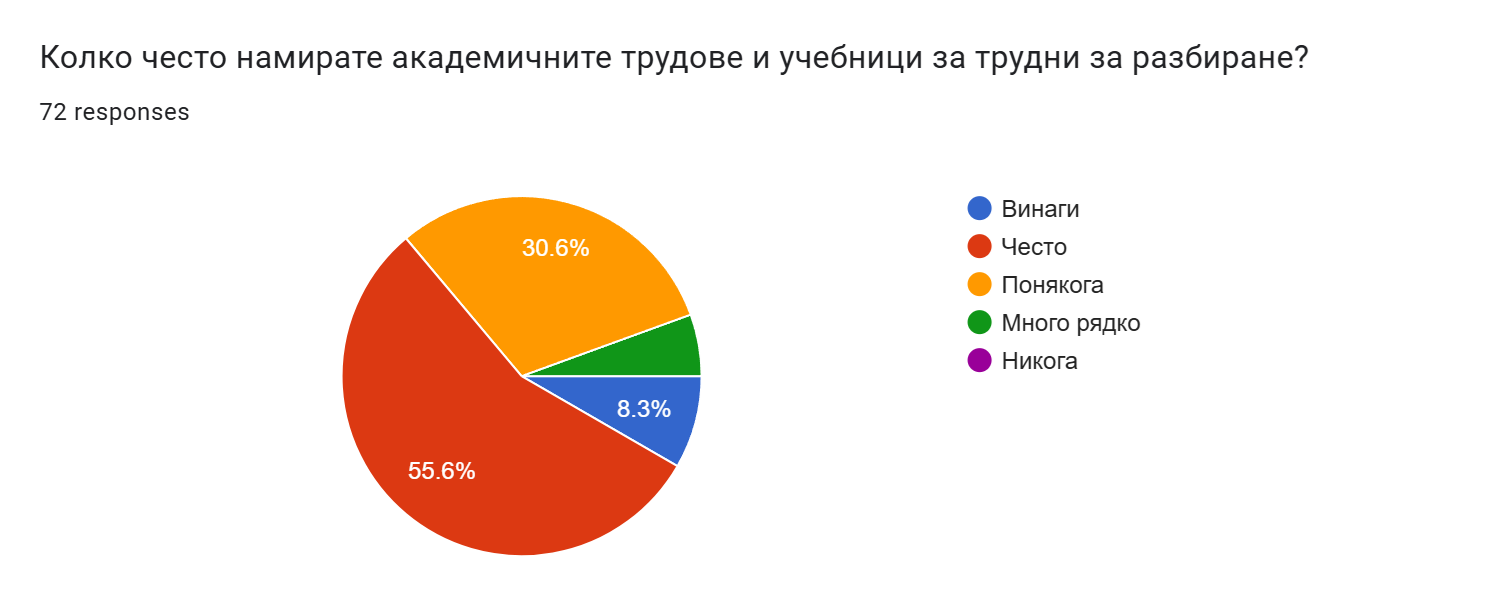 Колко често намирате академичните трудове и учебници за трудни за разбиране?
72 responses
30.6%
8.3%
55.6%
Винаги
Често
Понякога
Много рядко
Никога